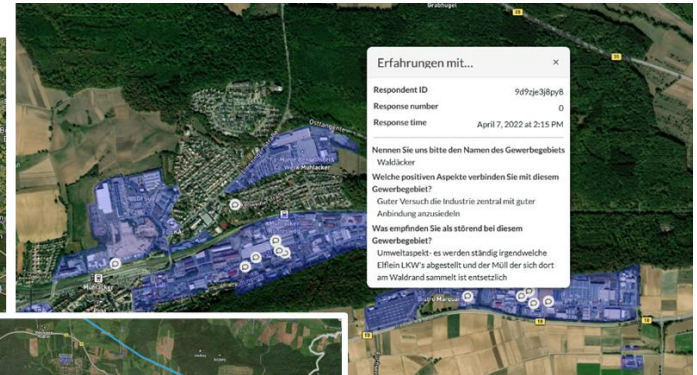 Grabhügel
Erfahrungen mit...
×
Respondent ID
9d9zje3j8py8
Response number
0
Response time
April 7, 2022 at 2:15 PM
Nennen Sie uns bitte den Namen des Gewerbegebiets
Waldäcker
Welche positiven Aspekte verbinden Sie mit diesem
Gewerbegebiet?
Guter Versuch die Industrie zentral mit guter
Anbindung anzusiedeln
Was empfinden Sie als störend bei diesem
Gewerbegebiet?
Umweltaspekt- es werden ständig irgendwelche
Elflein LKW's abgestellt und der Müll der sich dort
am Waldrand sammelt ist entsetzlich
Osttangente
Mühlacker
Mühlacker